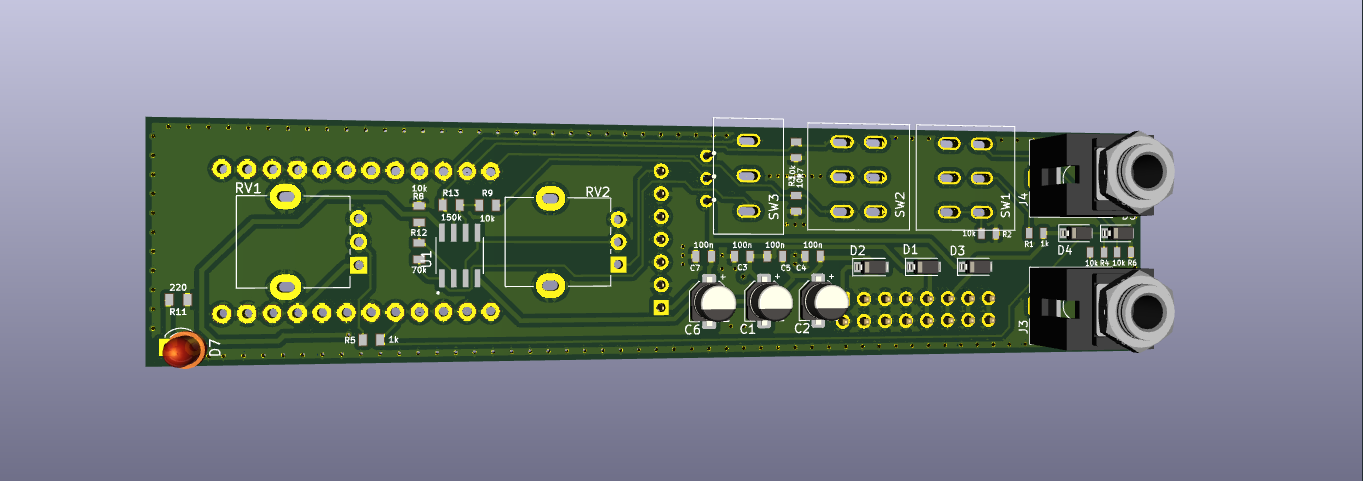 RV1
10k
R8
R13
R9
150k
10k
R12
U1
70k
RV2
220
R11
D7
R5
1k
SW3
10k
SW2
SW1
10k
R2
R1
1k
J4
D4
10k
R4
10k
R6
100n
100n
100n
100n
C7
C3
C5
C4
D2
D1
D3
+
+
+
C6
C1
C2
J3